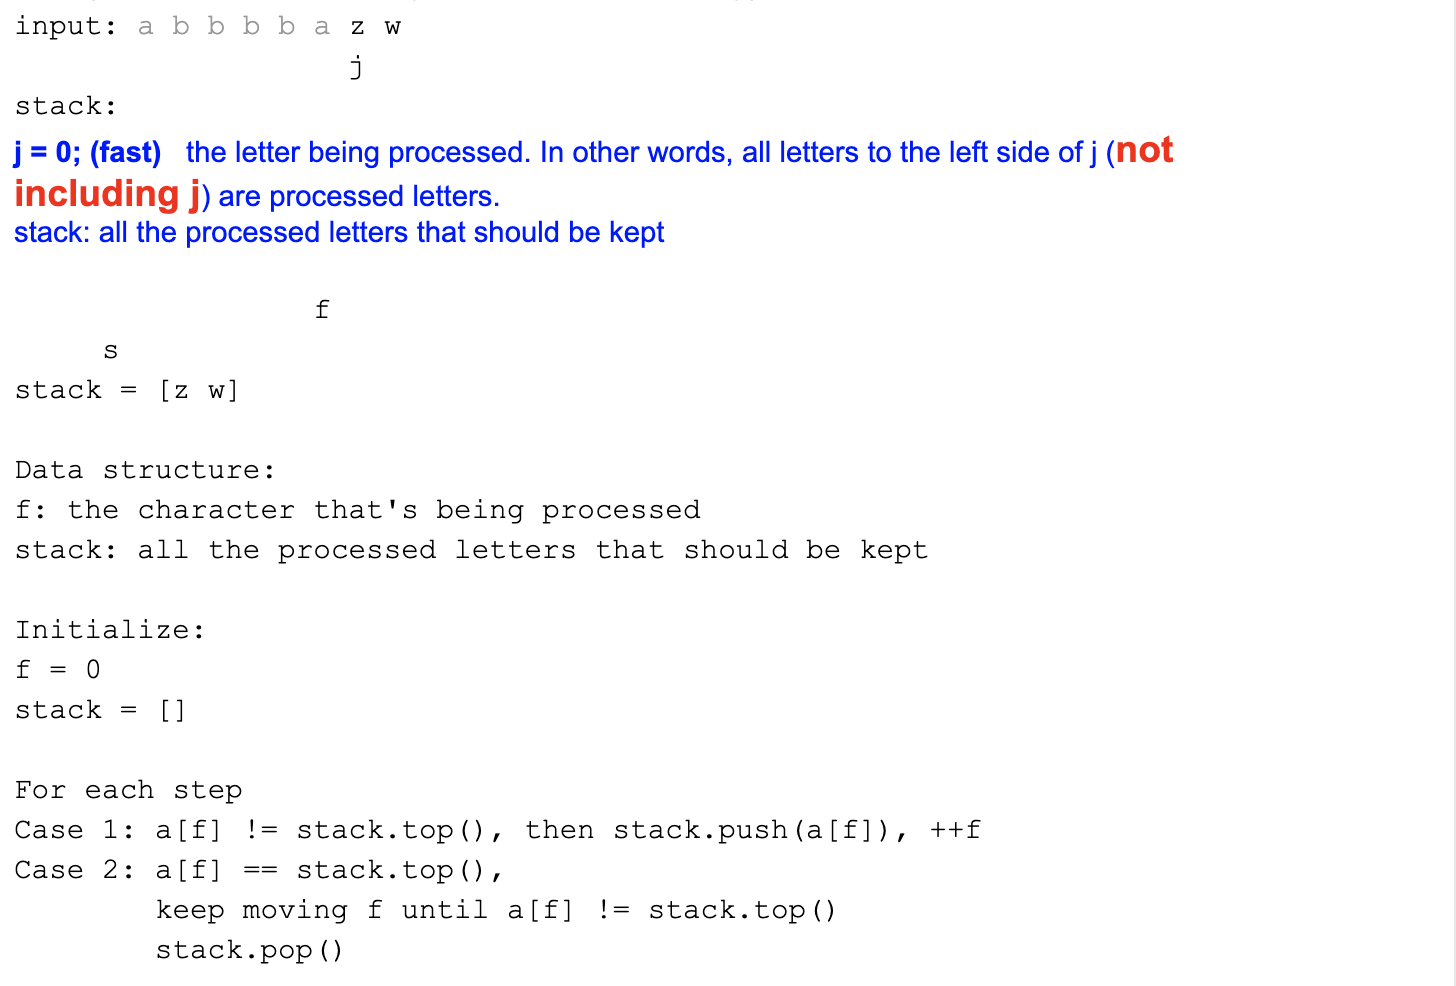 input: a b b b b a z w
j
stack:
j = 0; (fast) the letter being processed. In other words, all letters to the left side of j (not
including j) are processed letters.
stack: all the processed letters that should be kept
f
s
stack = [z w]
Data structure:
f: the character that's being processed
stack: all the processed letters that should be kept
Initialize:
f = 0
stack = []
For each step
Case 1: a[f] != stack.top(), then stack.push(a[f]), ++f
Case 2: a[f] == stack.top(),
keep moving f until a[f] != stack.top()
stack.pop()